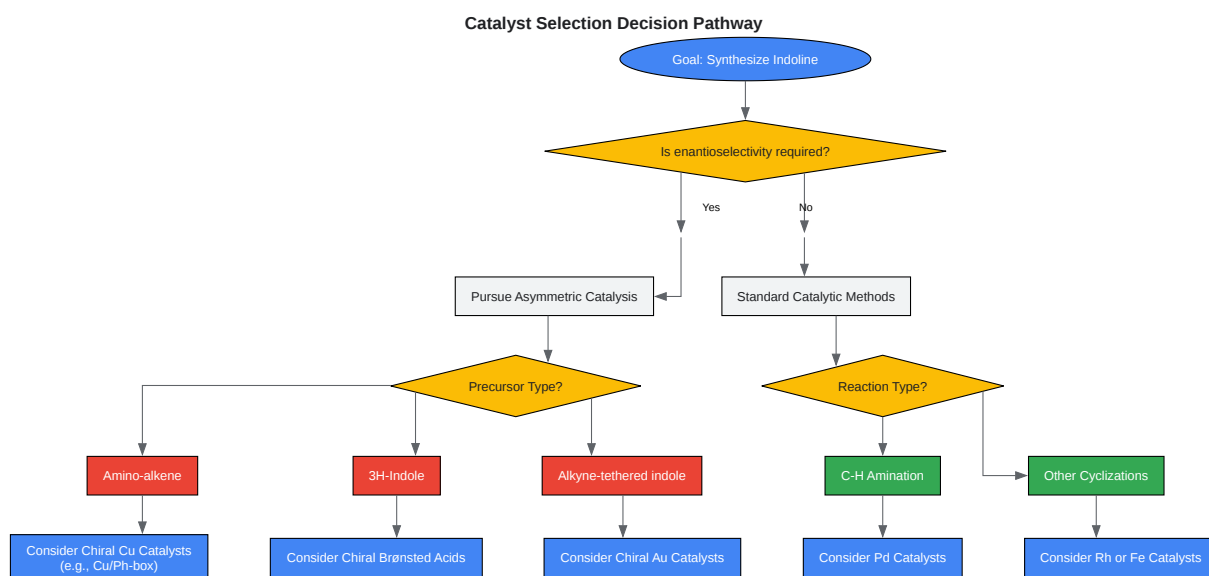 Catalyst Selection Decision Pathway
Goal: Synthesize Indoline
Is enantioselectivity required?
Yes
No
Pursue Asymmetric Catalysis
Standard Catalytic Methods
Precursor Type?
Reaction Type?
Amino-alkene
3H-Indole
Alkyne-tethered indole
C-H Amination
Other Cyclizations
Consider Chiral Cu Catalysts
(e.g., Cu/Ph-box)
Consider Chiral Brønsted Acids
Consider Chiral Au Catalysts
Consider Pd Catalysts
Consider Rh or Fe Catalysts